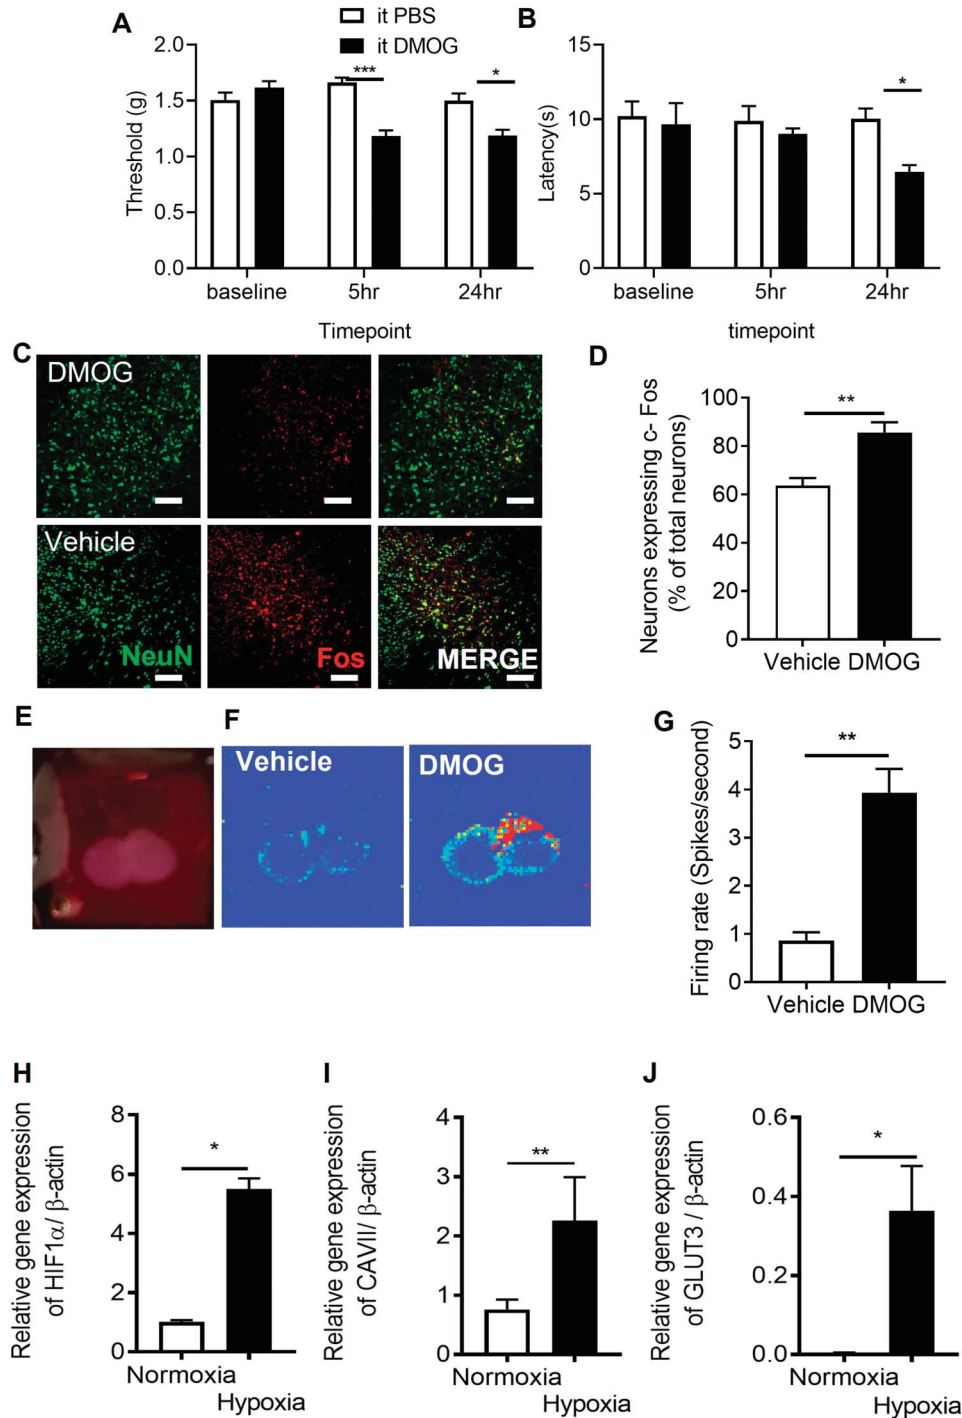 A
it PBS
it DMOG
B
2.0
1.5
1.0
0.5
0.0
Threshold (g)
***
*
baseline
5hr
24hr
Timepoint
15
10
5
0
Latency(s)
*
baseline
5hr
24hr
timepoint
C
DMOG
Vehicle
NeuN
Fos
MERGE
D
Neurons expressing c- Fos
(% of total neurons)
100
80
60
40
20
0
**
Vehicle DMOG
E
F
Vehicle
DMOG
G
Firing rate (Spikes/second)
5
4
3
2
1
0
**
Vehicle DMOG
H
Relative gene expression
of HIF1α/ β-actin
8
6
4
2
0
*
Normoxia
Hypoxia
I
Relative gene expression
of CAVII/ β-actin
4
3
2
1
0
**
Normoxia
Hypoxia
J
Relative gene expression
of GLUT3 / β-actin
0.6
0.4
0.2
0.0
*
Normoxia
Hypoxia